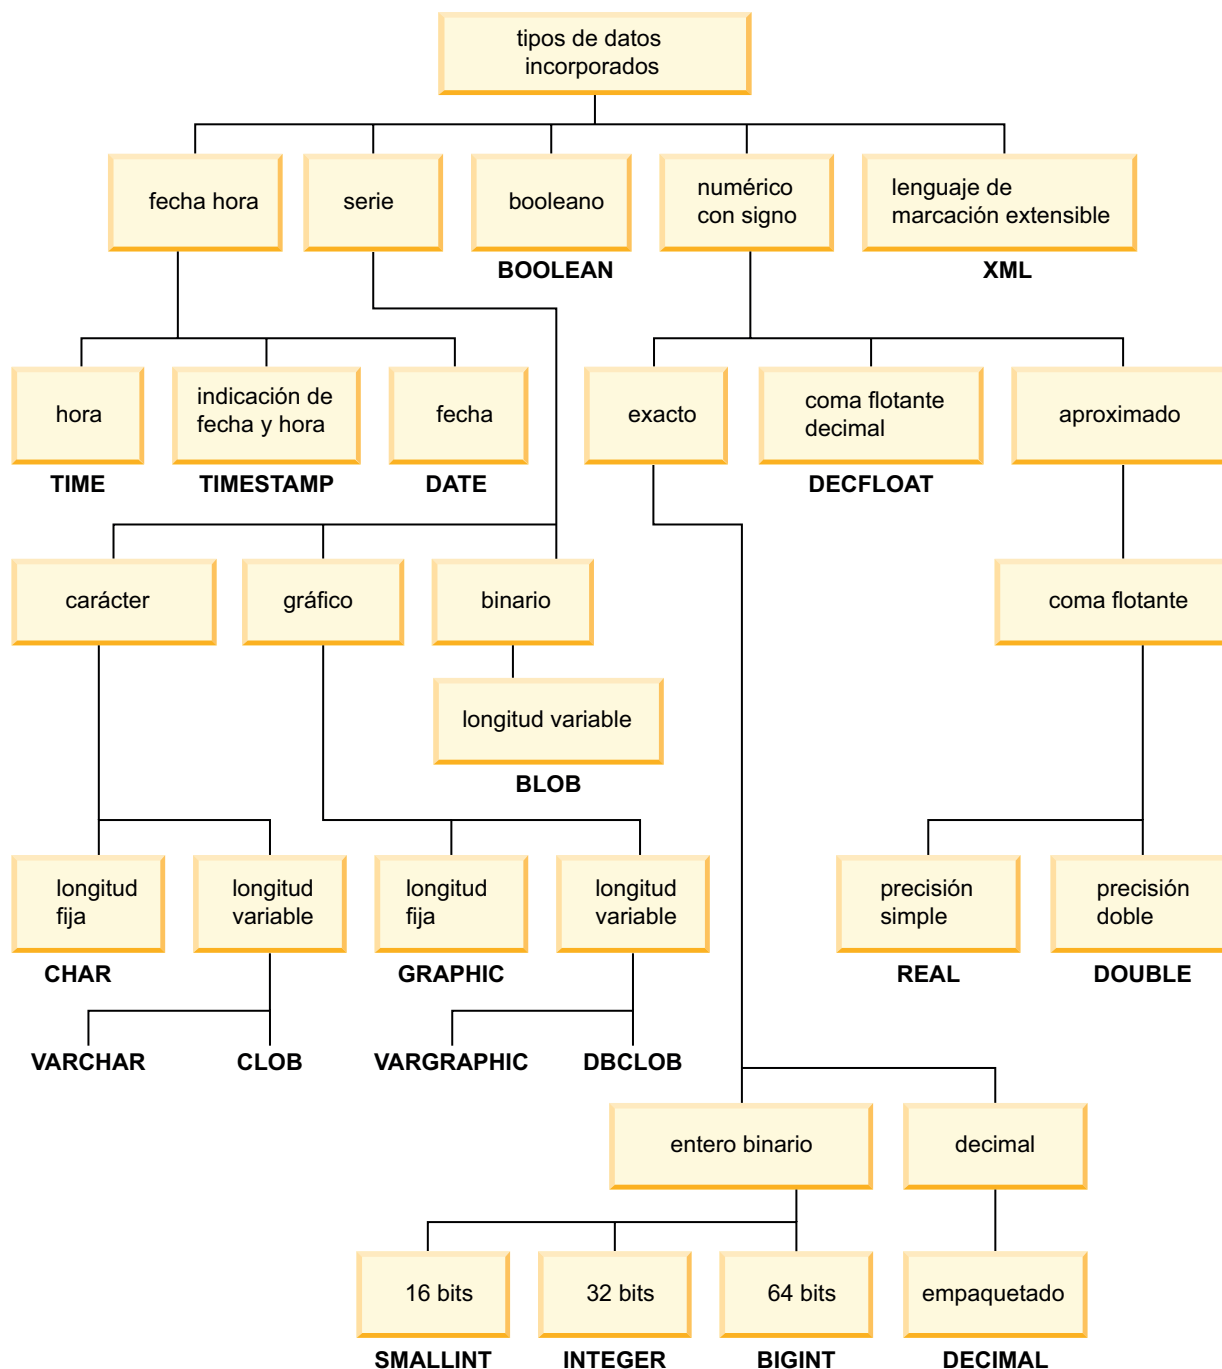 tipos de datos
incorporados
fecha hora
serie
booleano
numérico
con signo
lenguaje de
marcación extensible
BOOLEAN
XML
hora
indicación de
fecha y hora
fecha
exacto
coma flotante
decimal
aproximado
TIME
TIMESTAMP
DATE
DECFLOAT
carácter
gráfico
binario
coma flotante
longitud variable
BLOB
longitud
fija
longitud
variable
longitud
fija
longitud
variable
precisión
simple
precisión
doble
CHAR
GRAPHIC
REAL
DOUBLE
VARCHAR
CLOB
VARGRAPHIC
DBCLOB
entero binario
decimal
16 bits
32 bits
64 bits
empaquetado
SMALLINT
INTEGER
BIGINT
DECIMAL